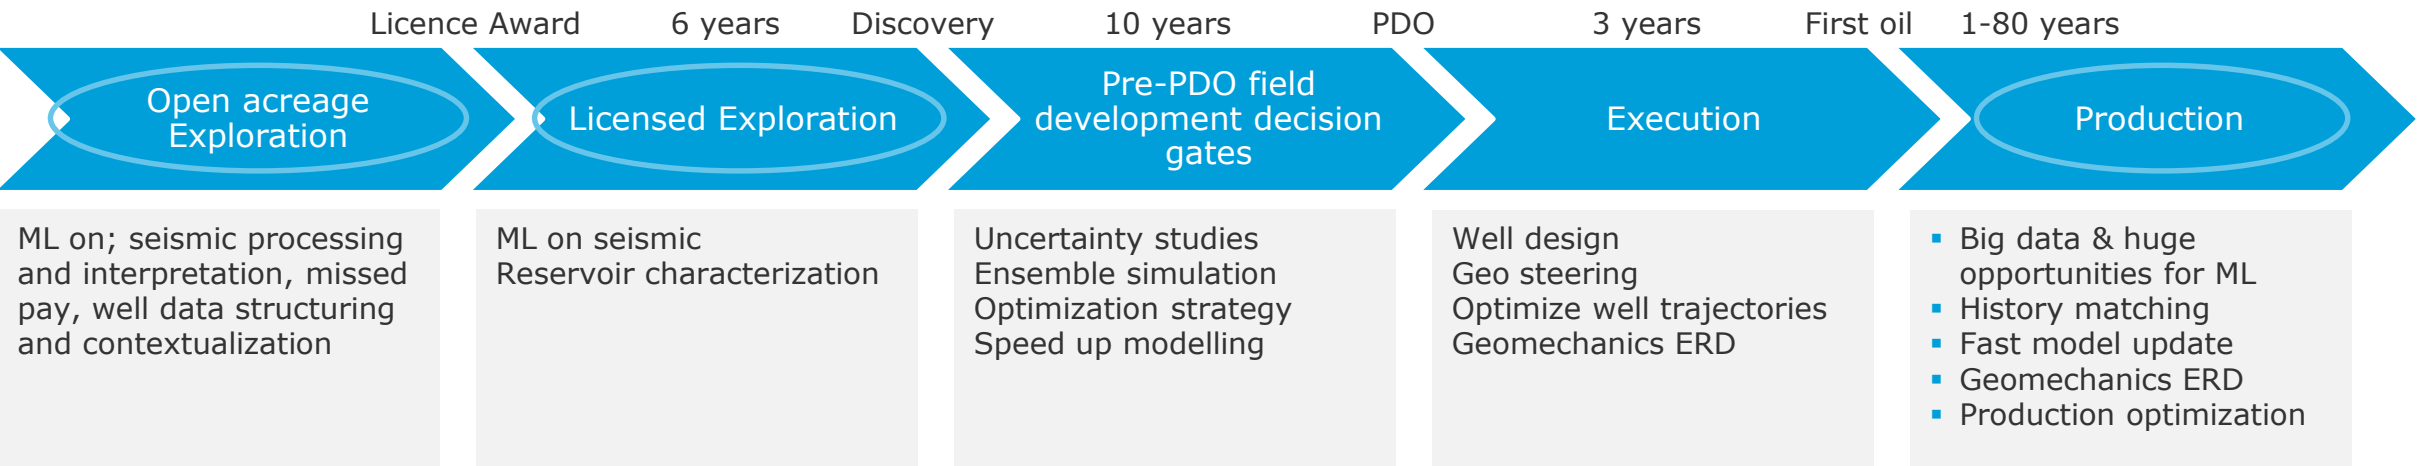 Licence Award 6 years Discovery 10 years PDO 3 years First oil 1-80 years
Open acreage
Exploration
Licensed Exploration
Pre-PDO field
development decision
gates
Execution
Production
ML on; seismic processing
and interpretation, missed
pay, well data structuring
and contextualization
ML on seismic
Reservoir characterization
Uncertainty studies
Ensemble simulation
Optimization strategy
Speed up modelling
Well design
Geo steering
Optimize well trajectories
Geomechanics ERD
▪ Big data & huge
opportunities for ML
▪ History matching
▪ Fast model update
▪ Geomechanics ERD
▪ Production optimization